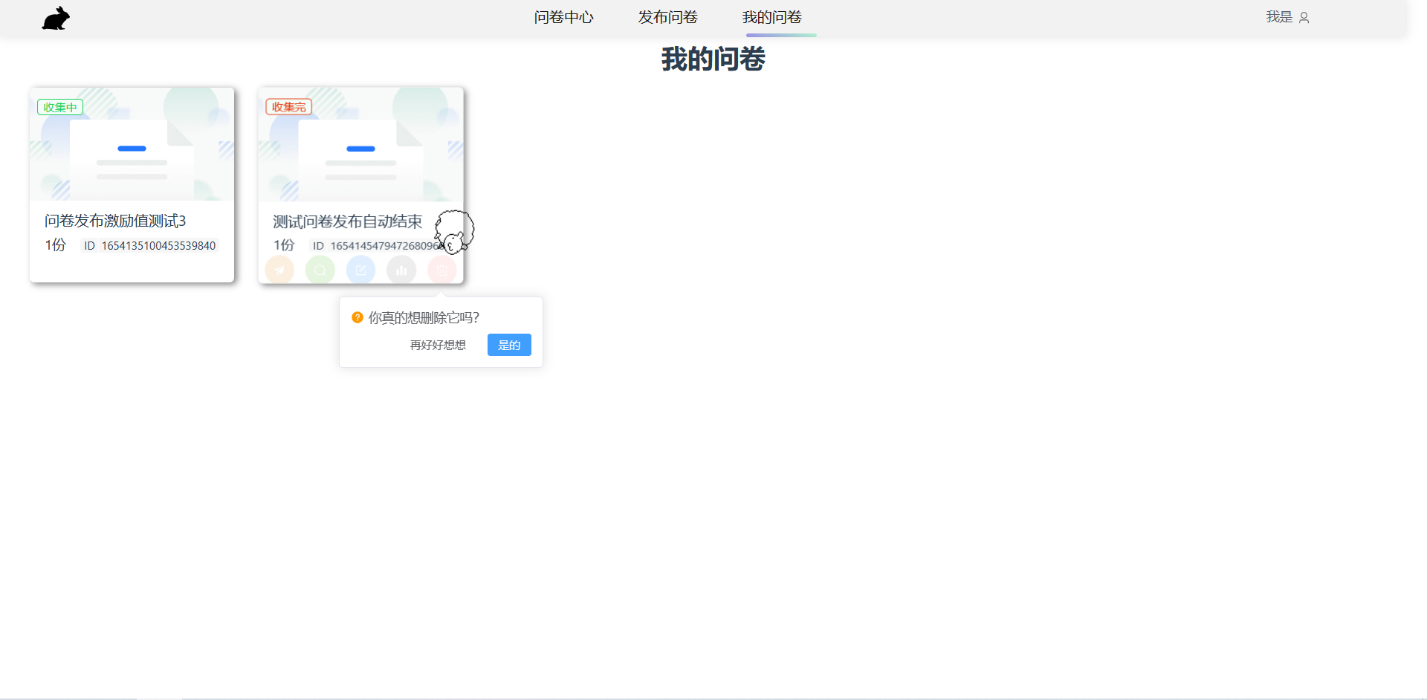 问卷中心 发布问卷 我的问卷 我是
我的问卷
收集中
问卷发布激励值测试3
1份 ID 1654135100453539840
收集完
测试问卷发布自动结束
1份 ID 165414547947268096
你真的想删除它吗?
再好好想想 是的